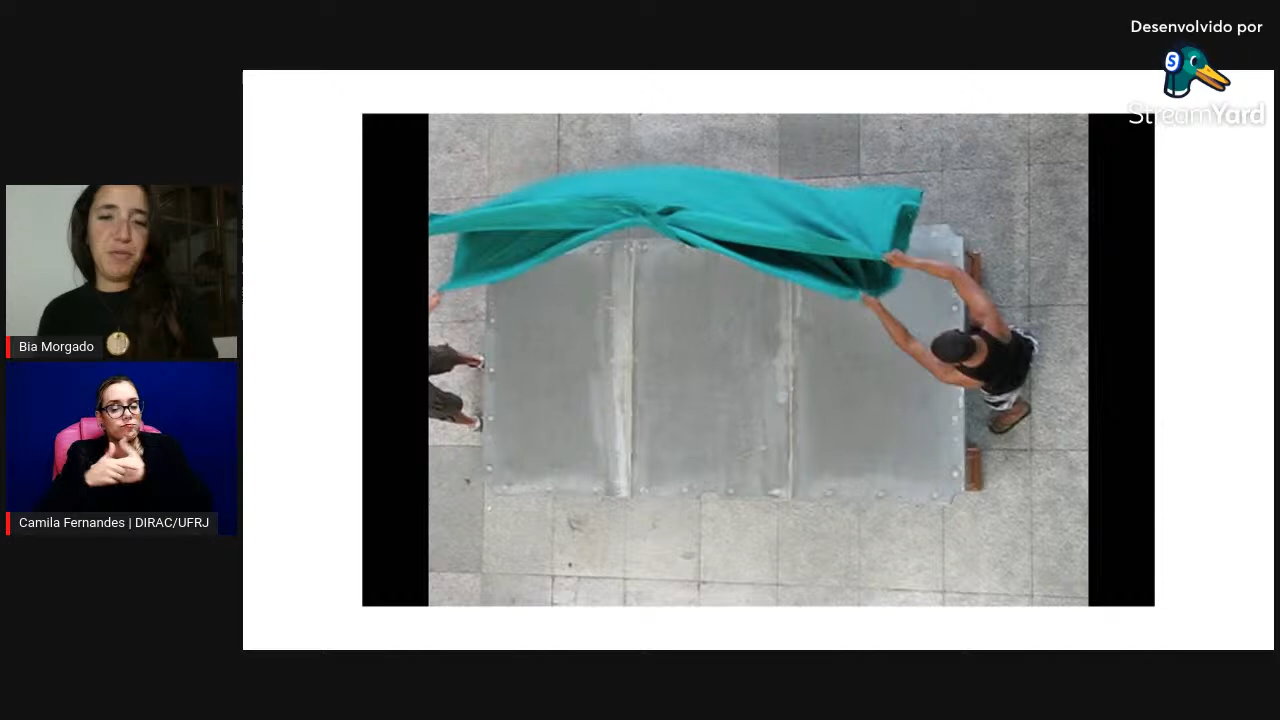 Desenvolvido por
S
StreamYard
Bia Morgado
Camila Fernandes | DIRAC/UFRJ